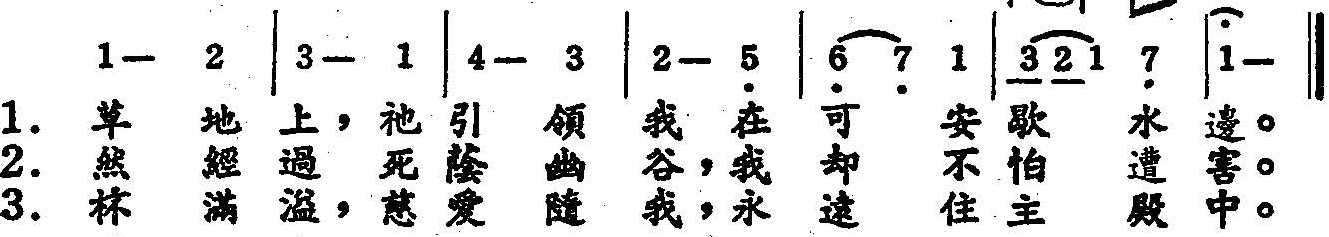 1— 2 | 3— 1 | 4— 3 | 2— 5 | 6 7 1 | 3 2 1 7 | 1— ‖
1. 草地上，祂引領我在可安歇水邊。
2. 然經過死蔭幽谷，我却不怕遭害。
3. 杯滿溢，慈愛隨我，永遠住主殿中。